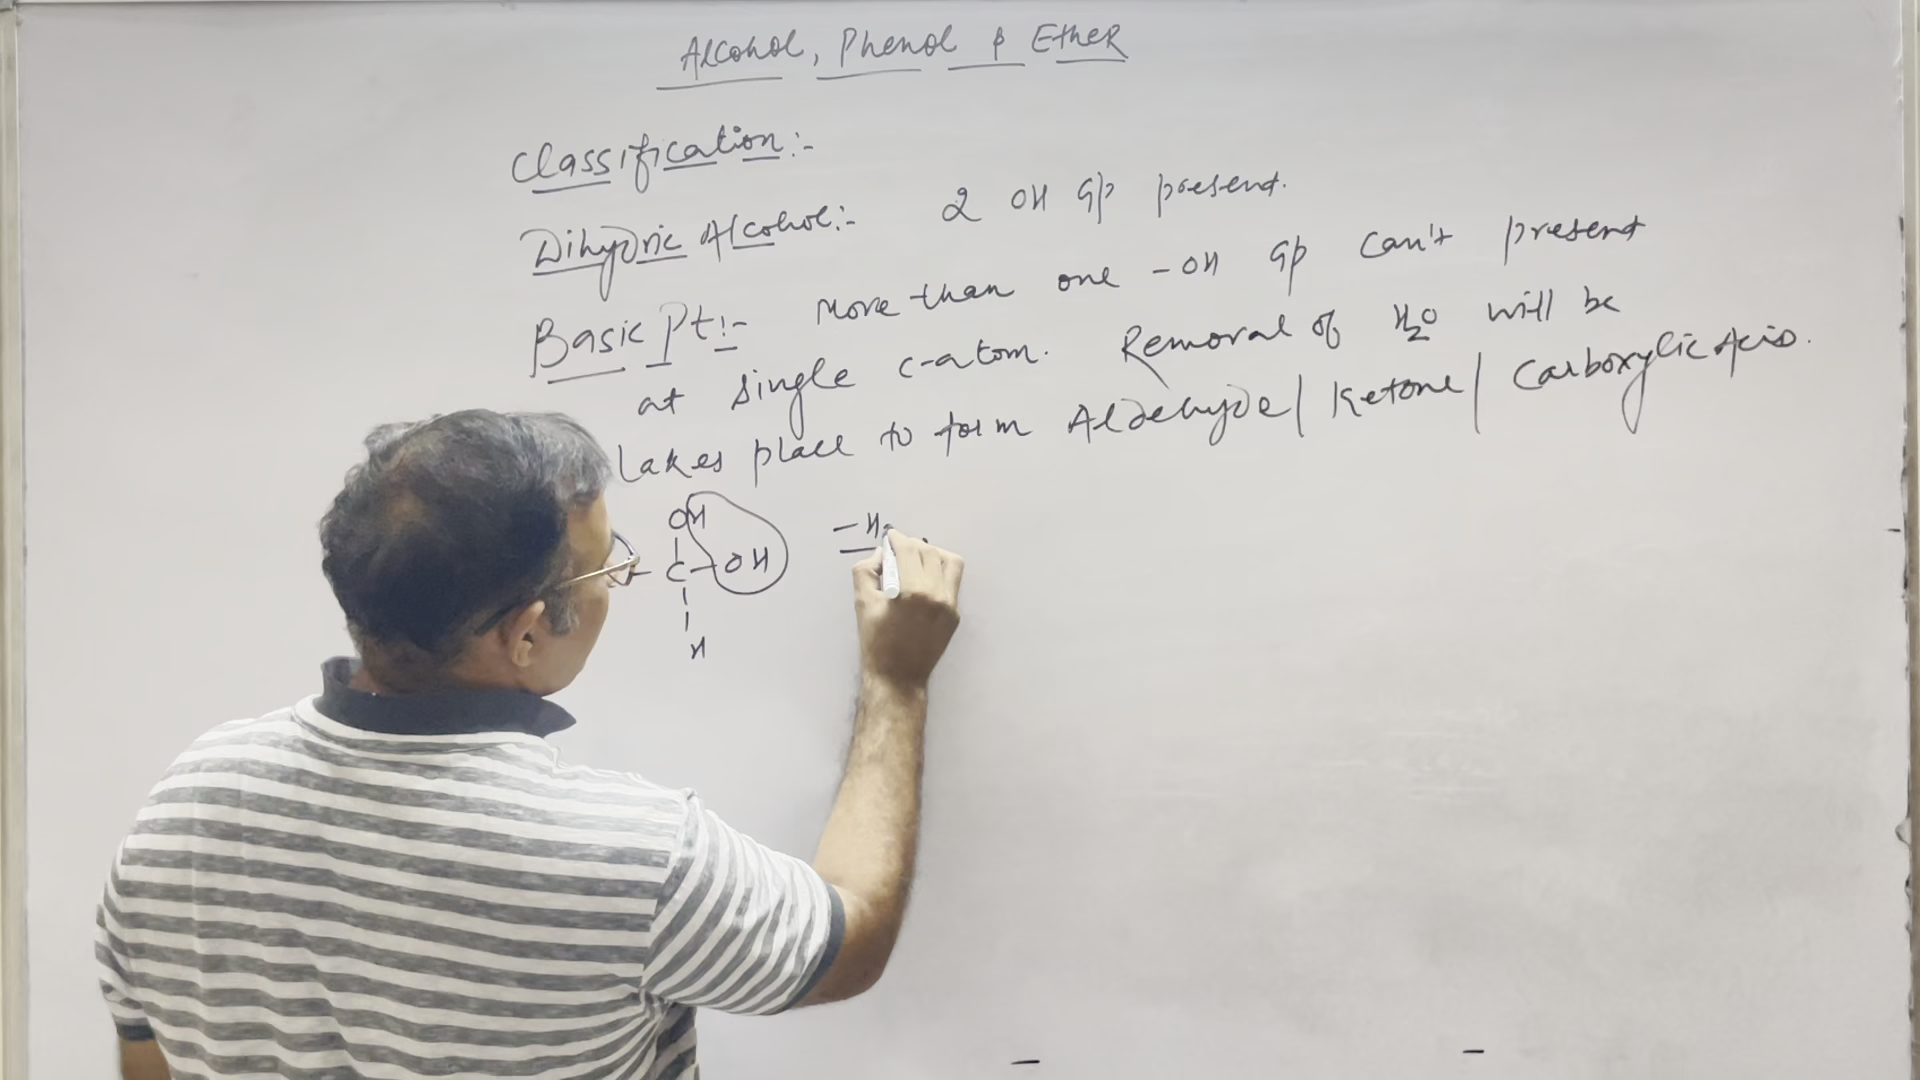 Alcohol, Phenol & Ether
Classification:-
Dihydric Alcohol:- 2 OH Gp present.
Basic Pt:- More than one -OH Gp can't present
at single C-atom. Removal of H2O will be
takes place to form Aldehyde/ Ketone/ Carboxylic Acid.
OH
C-OH
H
-H2